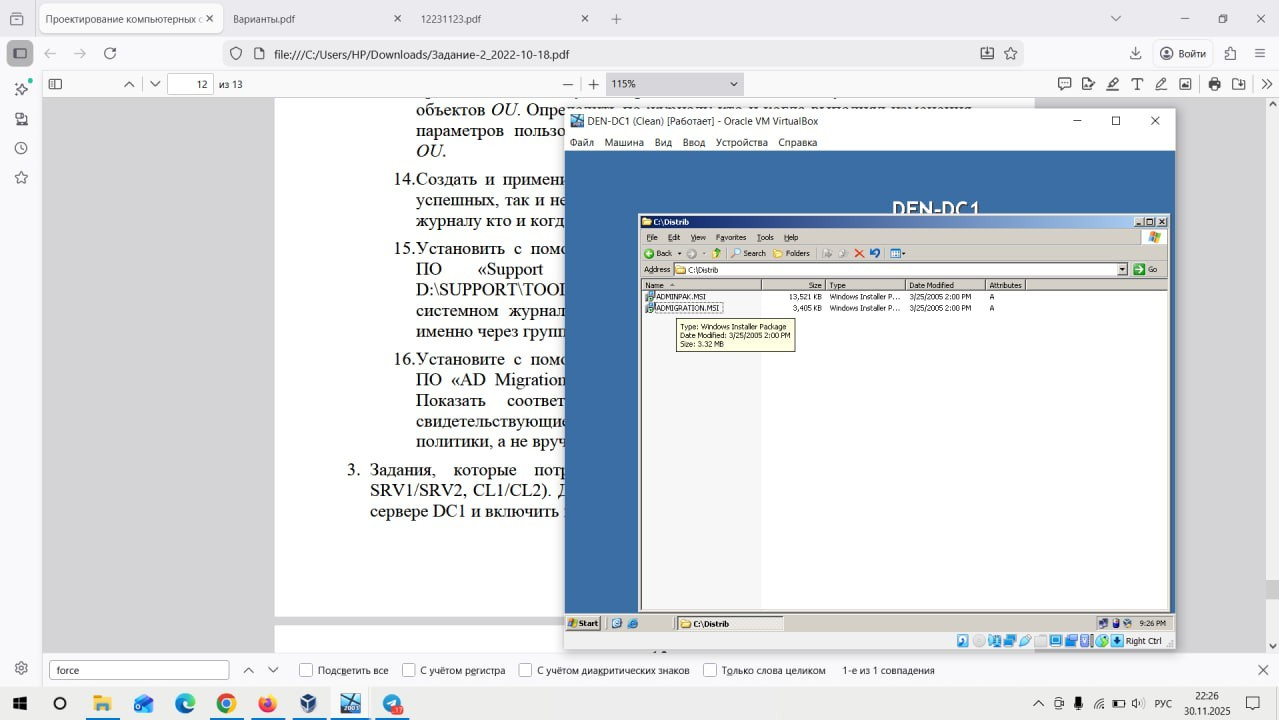 Проектирование компьютерных с
Варианты.pdf
12231123.pdf
file:///C:/Users/HP/Downloads/Задание-2_2022-10-18.pdf
Войти
12 из 13
115%
объектов OU.
параметров пользо
OU.
14.Создать и примени
успешных, так и не
журналу кто и когд
15.Установить с помо
ПО «Support
D:\SUPPORT\TOOL
системном журнал
именно через групп
16.Установите с помо
ПО «AD Migration
Показать соответ
свидетельствующие
политики, а не вруч
3. Задания, которые потр
SRV1/SRV2, CL1/CL2). Д
сервере DC1 и включить
DEN-DC1 (Clean) [Работает] - Oracle VM VirtualBox
Файл Машина Вид Ввод Устройства Справка
DEN-DC1
C:\Distrib
File Edit View Favorites Tools Help
Back Search Folders
Address C:\Distrib Go
Name Size Type Date Modified Attributes
ADMINPAK.MSI 13,521 KB Windows Installer P... 3/25/2005 2:00 PM A
ADMIGRATION.MSI 3,405 KB Windows Installer P... 3/25/2005 2:00 PM A
Type: Windows Installer Package
Date Modified: 3/25/2005 2:00 PM
Size: 3.32 MB
Start C:\Distrib 9:26 PM
Right Ctrl
force
Подсветить все
С учётом регистра
С учётом диакритических знаков
Только слова целиком
1-е из 1 совпадения
РУС
22:26
30.11.2025